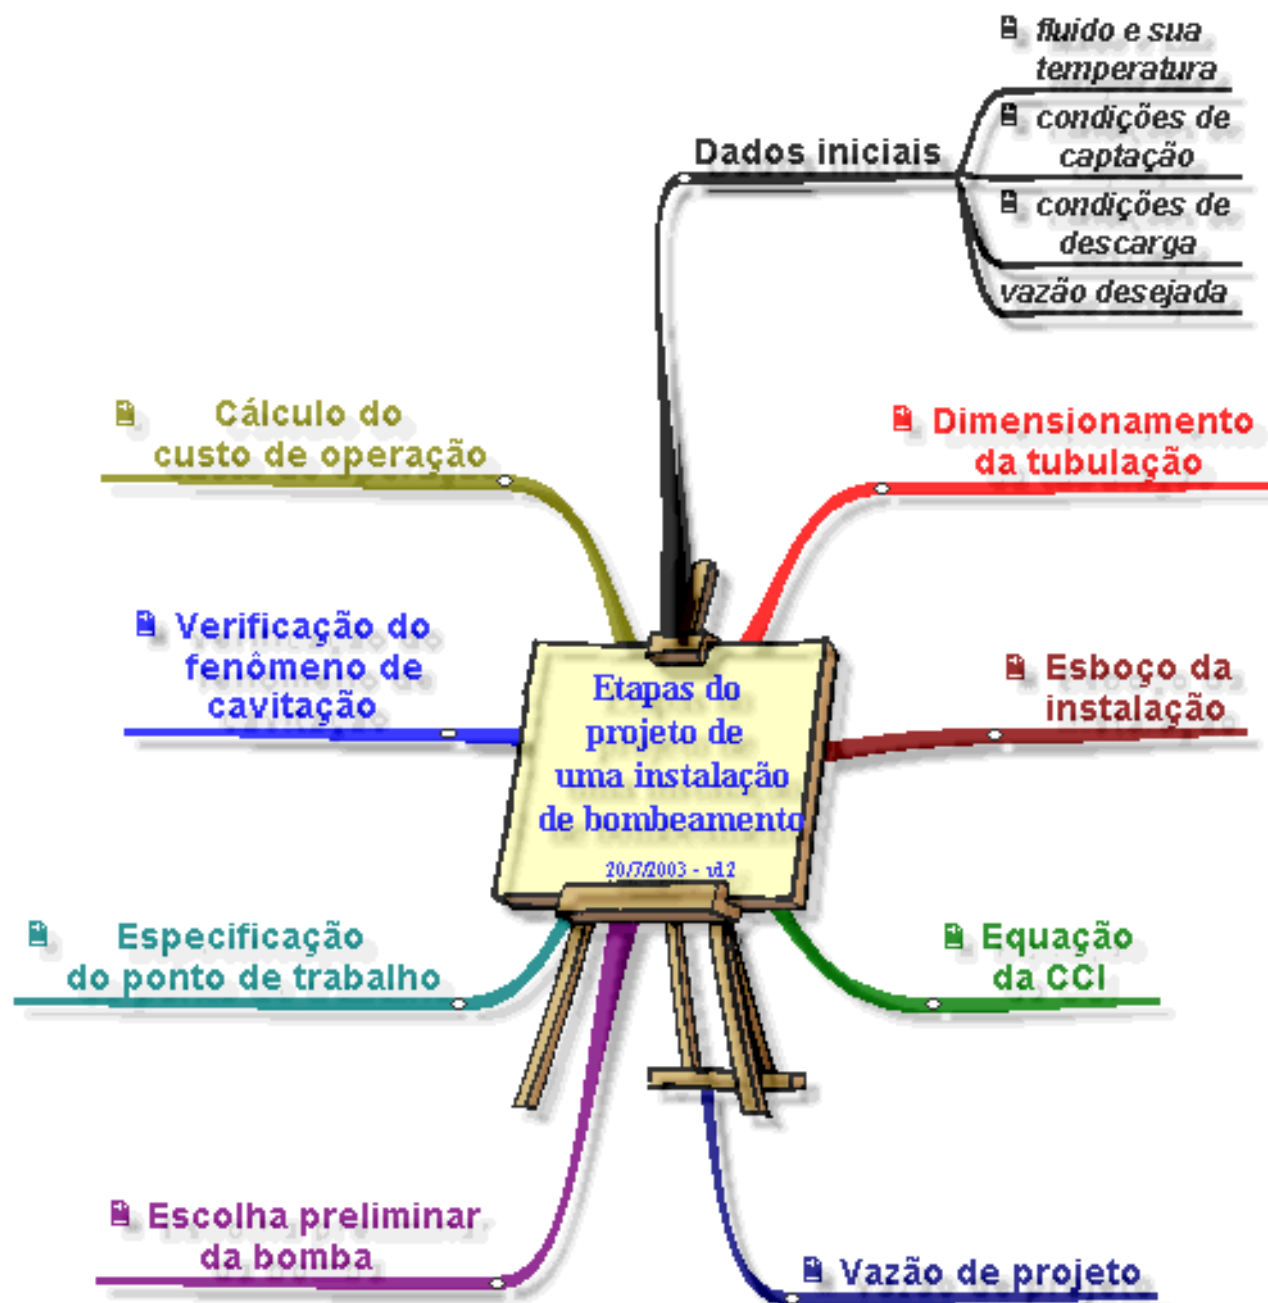 fluido e sua
temperatura
condições de
captação
condições de
descarga
vazão desejada
Dados iniciais
Dimensionamento
da tubulação
Esboço da
instalação
Equação
da CCI
Vazão de projeto
Escolha preliminar
da bomba
Especificação
do ponto de trabalho
Verificação do
fenômeno de
cavitação
Cálculo do
custo de operação
Etapas do
projeto de
uma instalação
de bombeamento
20/7/2003 -